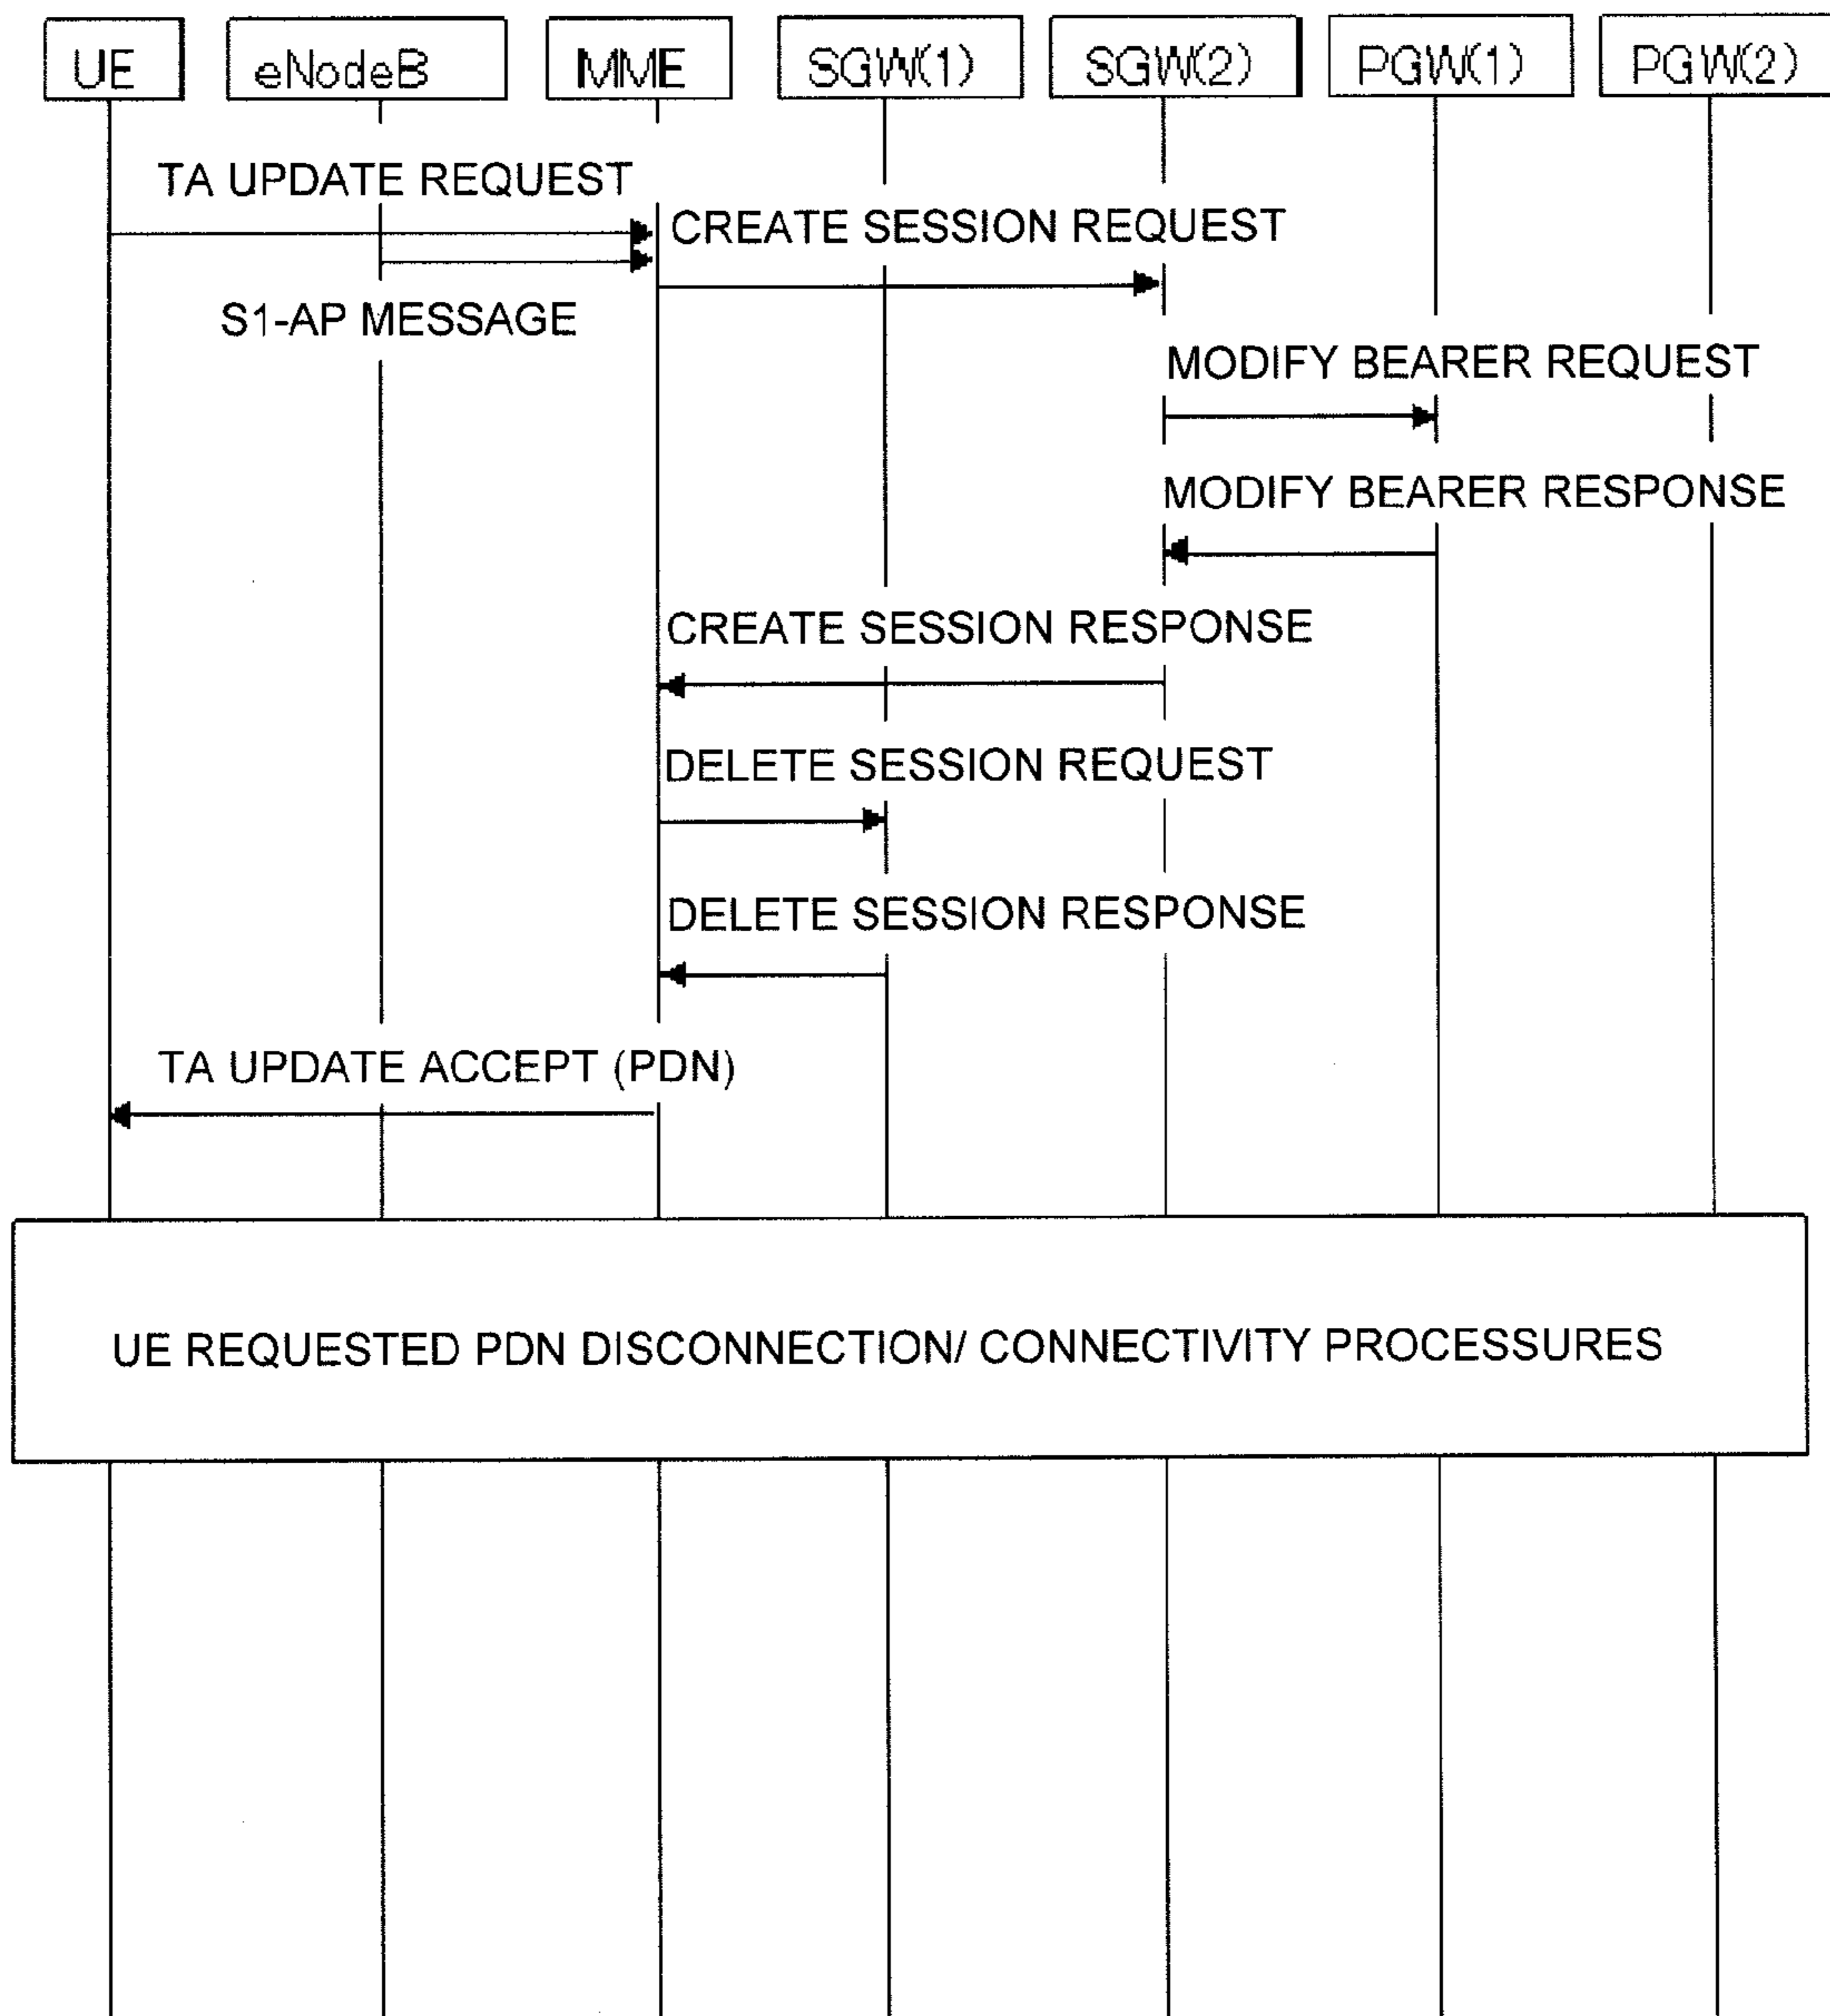 UE eNodeB MME SGW(1) SGW(2) PGW(1) PGW(2)
TA UPDATE REQUEST
CREATE SESSION REQUEST
S1-AP MESSAGE
MODIFY BEARER REQUEST
MODIFY BEARER RESPONSE
CREATE SESSION RESPONSE
DELETE SESSION REQUEST
DELETE SESSION RESPONSE
TA UPDATE ACCEPT (PDN)
UE REQUESTED PDN DISCONNECTION/ CONNECTIVITY PROCESSURES